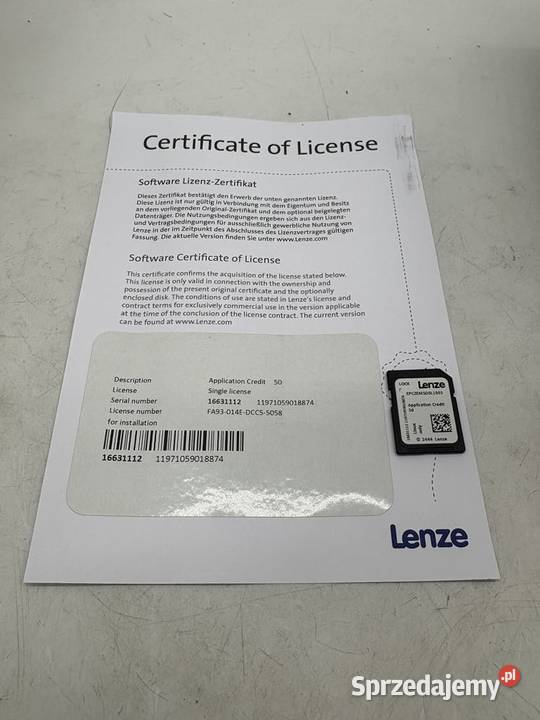 Certificate of License
Software Lizenz-Zertifikat
Dieses Zertifikat bestätigt den Erwerb der unten genannten Lizenz.
Diese Lizenz ist nur gültig in Verbindung mit dem Eigentum und Besitz
an dem vorliegenden Original-Zertifikat und dem optional beigelegten
Datenträger. Die Nutzungsbedingungen ergeben sich aus den Lizenz-
und Vertragsbedingungen für ausschließlich gewerbliche Nutzung von
Lenze in der im Zeitpunkt des Abschlusses des Lizenzvertrages gültigen
Fassung. Die aktuelle Version finden Sie unter www.Lenze.com
Software Certificate of License
This certificate confirms the acquisition of the license stated below.
This license is only valid in connection with the ownership and
possession of the present original certificate and the optionally
enclosed disk. The conditions of use are stated in Lenze's license and
contract terms for exclusively commercial use in the version applicable
at the time of the conclusion of the license contract. The current version
can be found at www.Lenze.com
Description Application Credit 50
License Single license
Serial number 16631112 11971059018874
License number FA93-014E-DCC5-5058
for installation
16631112 11971059018874
LOCK Lenze
Application Credit
50
Linux
only
© 2444 Lenze
Lenze
Sprzedajemy.pl